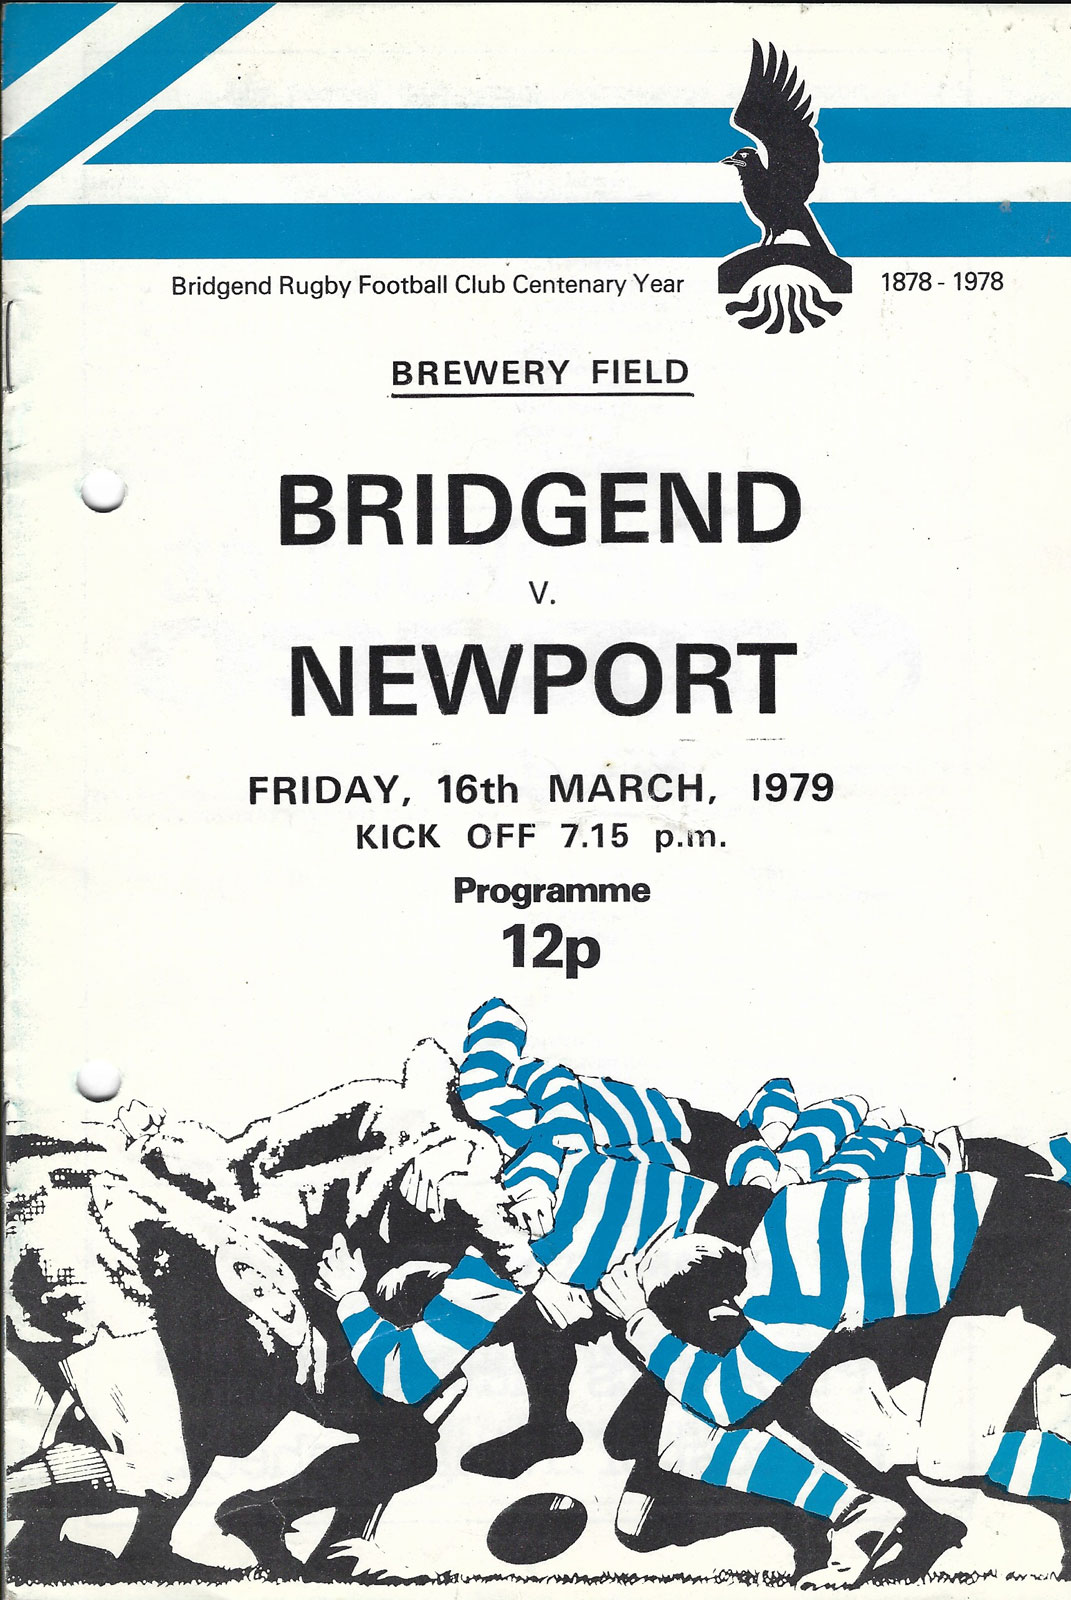 Bridgend Rugby Football Club Centenary Year 1878 - 1978
BREWERY FIELD
BRIDGEND
V.
NEWPORT
FRIDAY, 16th MARCH, 1979
KICK OFF 7.15 p.m.
Programme
12p